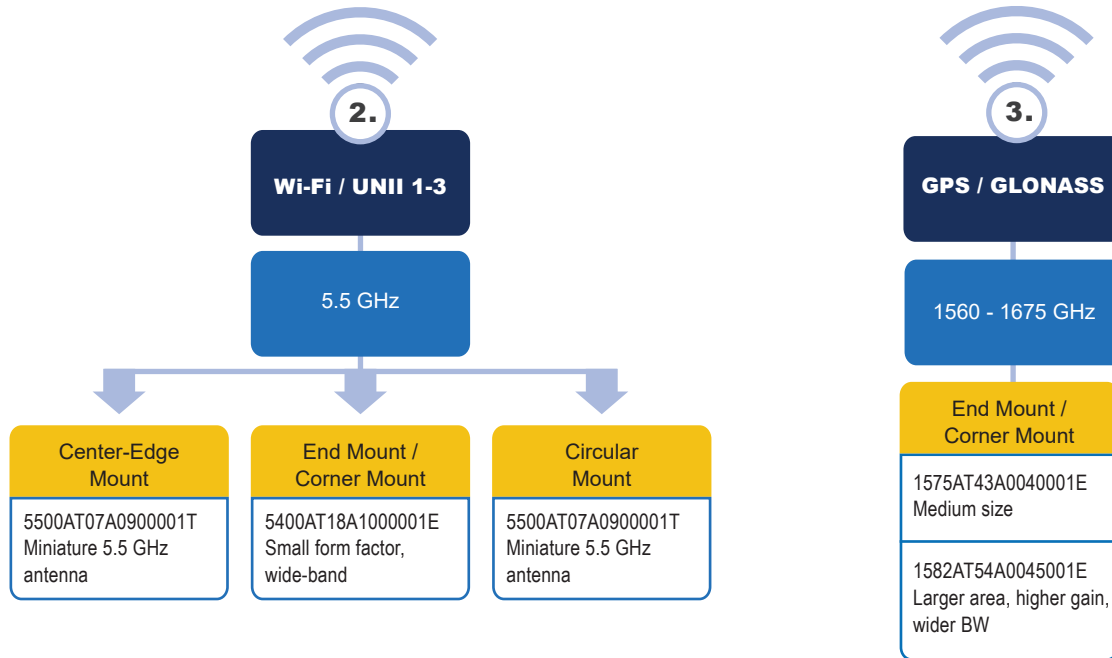 2.
Wi-Fi / UNII 1-3
5.5 GHz
Center-Edge
Mount
5500AT07A0900001T
Miniature 5.5 GHz
antenna
End Mount /
Corner Mount
5400AT18A1000001E
Small form factor,
wide-band
Circular
Mount
5500AT07A0900001T
Miniature 5.5 GHz
antenna
3.
GPS / GLONASS
1560 - 1675 GHz
End Mount /
Corner Mount
1575AT43A0040001E
Medium size
1582AT54A0045001E
Larger area, higher gain,
wider BW